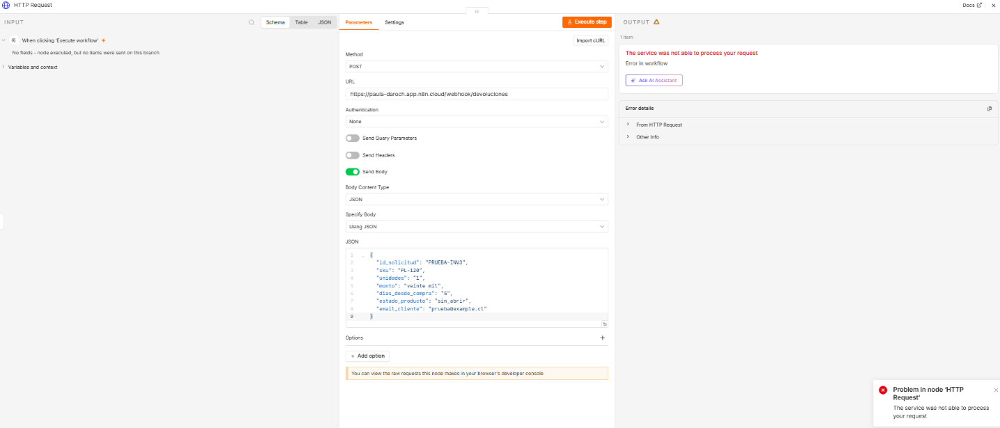 HTTP Request
Docs
INPUT
Schema
Table
JSON
When clicking ‘Execute workflow’
No fields - node executed, but no items were sent on this branch
Variables and context
Parameters
Settings
Execute step
Import cURL
Method
POST
URL
https://paula-daroch.app.n8n.cloud/webhook/devoluciones
Authentication
None
Send Query Parameters
Send Headers
Send Body
Body Content Type
JSON
Specify Body
Using JSON
JSON
1 {
2 "id_solicitud": "PRUEBA-INV3",
3 "sku": "PL-120",
4 "unidades": "1",
5 "monto": "veinte mil",
6 "dias_desde_compra": "5",
7 "estado_producto": "sin_abrir",
8 "email_cliente": "prueba@example.cl"
9 }
Options
Add option
You can view the raw requests this node makes in your browser's developer console
OUTPUT
1 item
The service was not able to process your request
Error in workflow
Ask AI Assistant
Error details
From HTTP Request
Other info
Problem in node ‘HTTP
Request’
The service was not able to process
your request